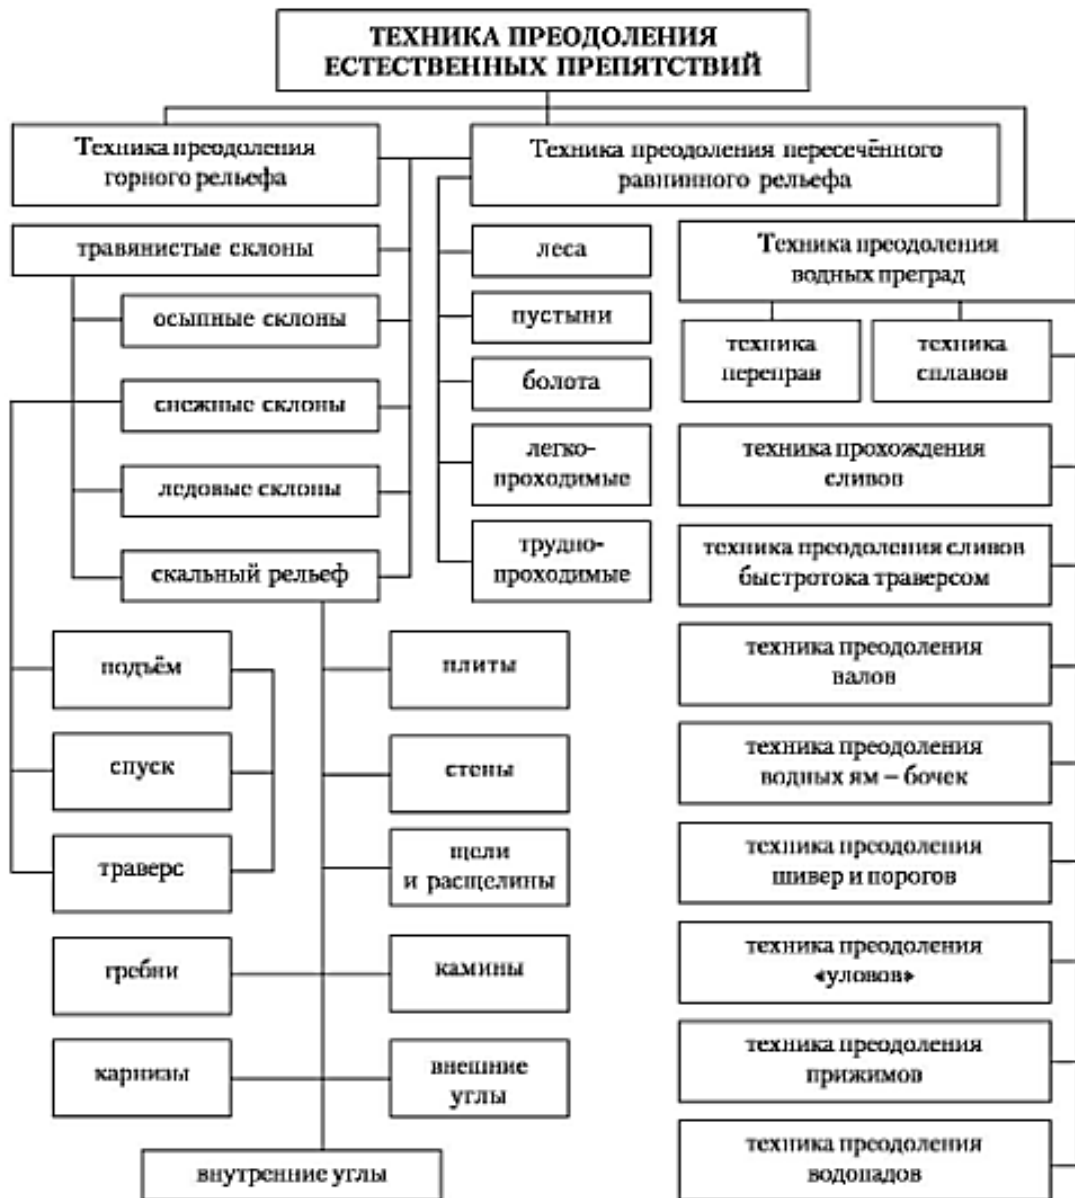 ТЕХНИКА ПРЕОДОЛЕНИЯ
ЕСТЕСТВЕННЫХ ПРЕПЯТСТВИЙ
Техника преодоления
горного рельефа
Техника преодоления пересечённого
равнинного рельефа
травянистые склоны
осыпные склоны
снежные склоны
ледовые склоны
скальный рельеф
леса
пустыни
болота
легко-
проходимые
трудно-
проходимые
Техника преодоления
водных преград
техника
переправ
техника
сплавов
техника прохождения
сливов
техника преодоления сливов
быстротока траверсом
техника преодоления
валов
техника преодоления
водных ям – бочек
техника преодоления
шивер и порогов
техника преодоления
«уловов»
техника преодоления
прижимов
техника преодоления
водопадов
подъём
спуск
траверс
гребни
карнизы
плиты
стены
щели
и расщелины
камины
внешние
углы
внутренние углы